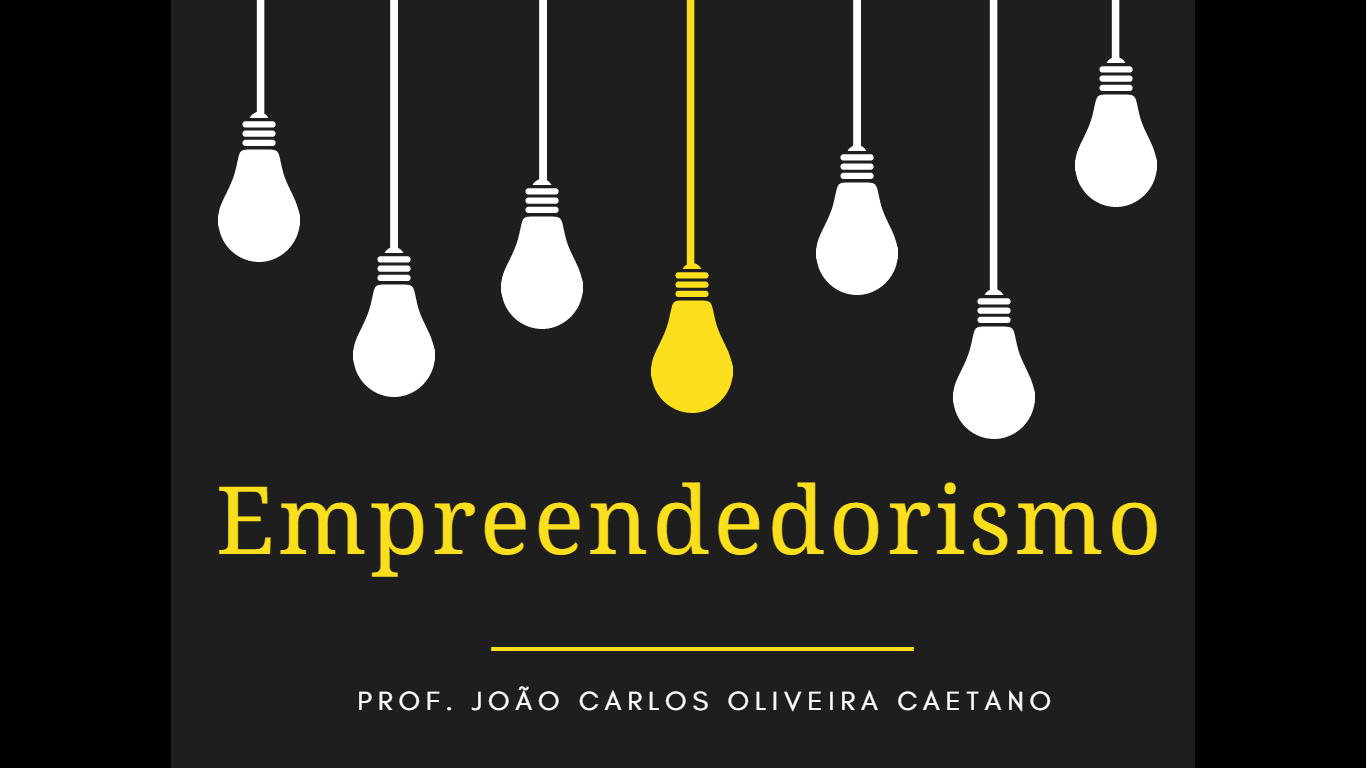 Empreendedorismo
PROF. JOÃO CARLOS OLIVEIRA CAETANO